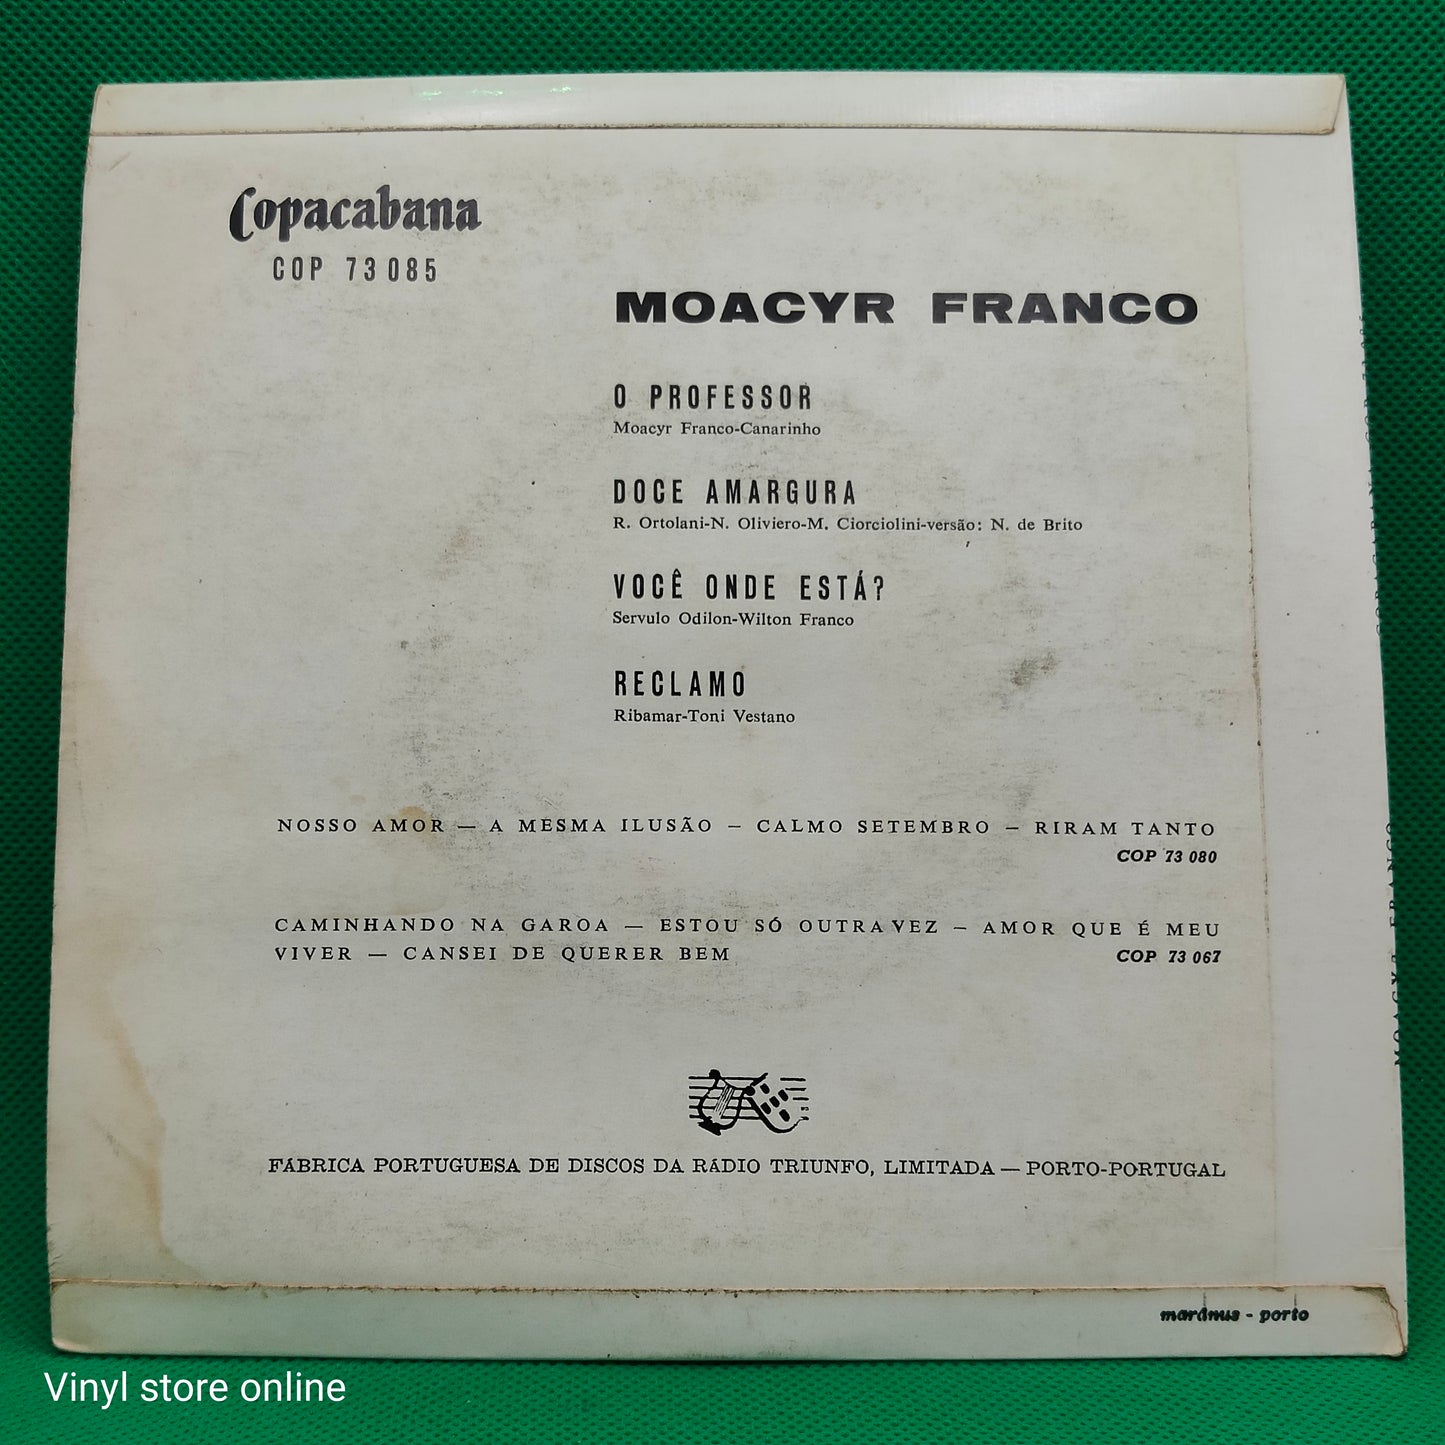 Copacabana
COP 73 085
MOACYR FRANCO
O PROFESSOR
Moacyr Franco-Canarinho
DOCE AMARGURA
R. Ortolani-N. Oliviero-M. Ciorciolini-versão: N. de Brito
VOCÊ ONDE ESTÁ?
Servulo Odilon-Wilton Franco
RECLAMO
Ribamar-Toni Vestano
NOSSO AMOR — A MESMA ILUSÃO — CALMO SETEMBRO — RIRAM TANTO
COP 73 080
CAMINHANDO NA GAROA — ESTOU SÓ OUTRA VEZ — AMOR QUE É MEU
VIVER — CANSEI DE QUERER BEM COP 73 067
FÁBRICA PORTUGUESA DE DISCOS DA RÁDIO TRIUNFO, LIMITADA — PORTO-PORTUGAL
marânus - porto
MOACYR FRANCO
Vinyl store online